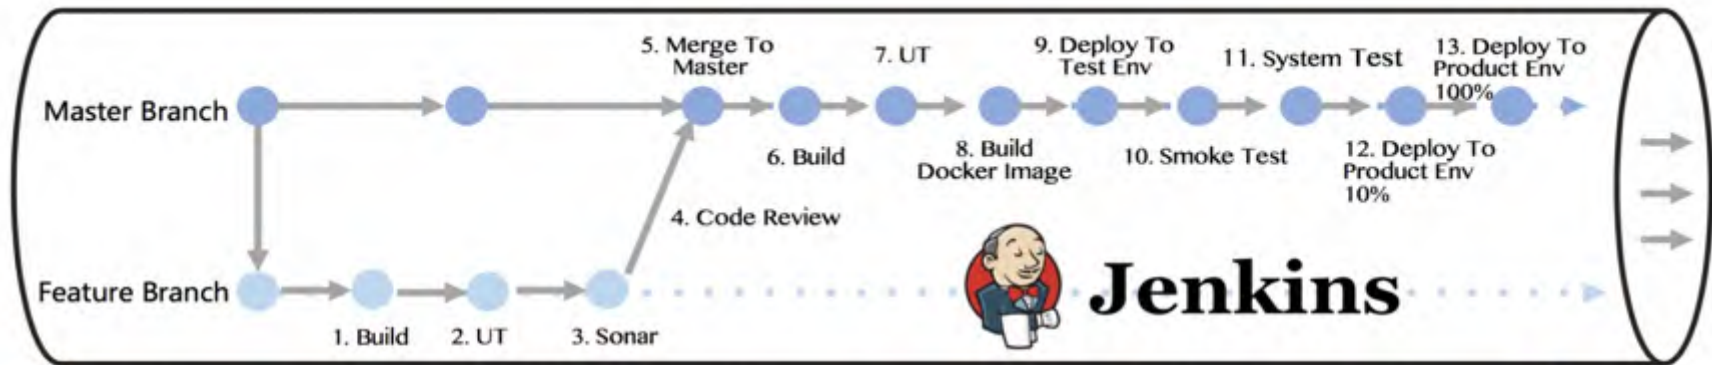 5. Merge To
Master
7. UT
9. Deploy To
Test Env
11. System Test
13. Deploy To
Product Env
100%
Master Branch
6. Build
8. Build
Docker Image
10. Smoke Test
12. Deploy To
Product Env
10%
4. Code Review
Jenkins
Feature Branch
1. Build
2. UT
3. Sonar